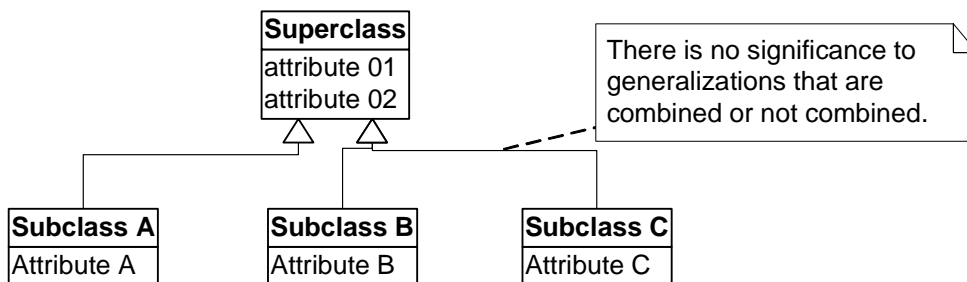 Superclass
attribute 01
attribute 02
There is no significance to
generalizations that are
combined or not combined.
Subclass A
Attribute A
Subclass B
Attribute B
Subclass C
Attribute C